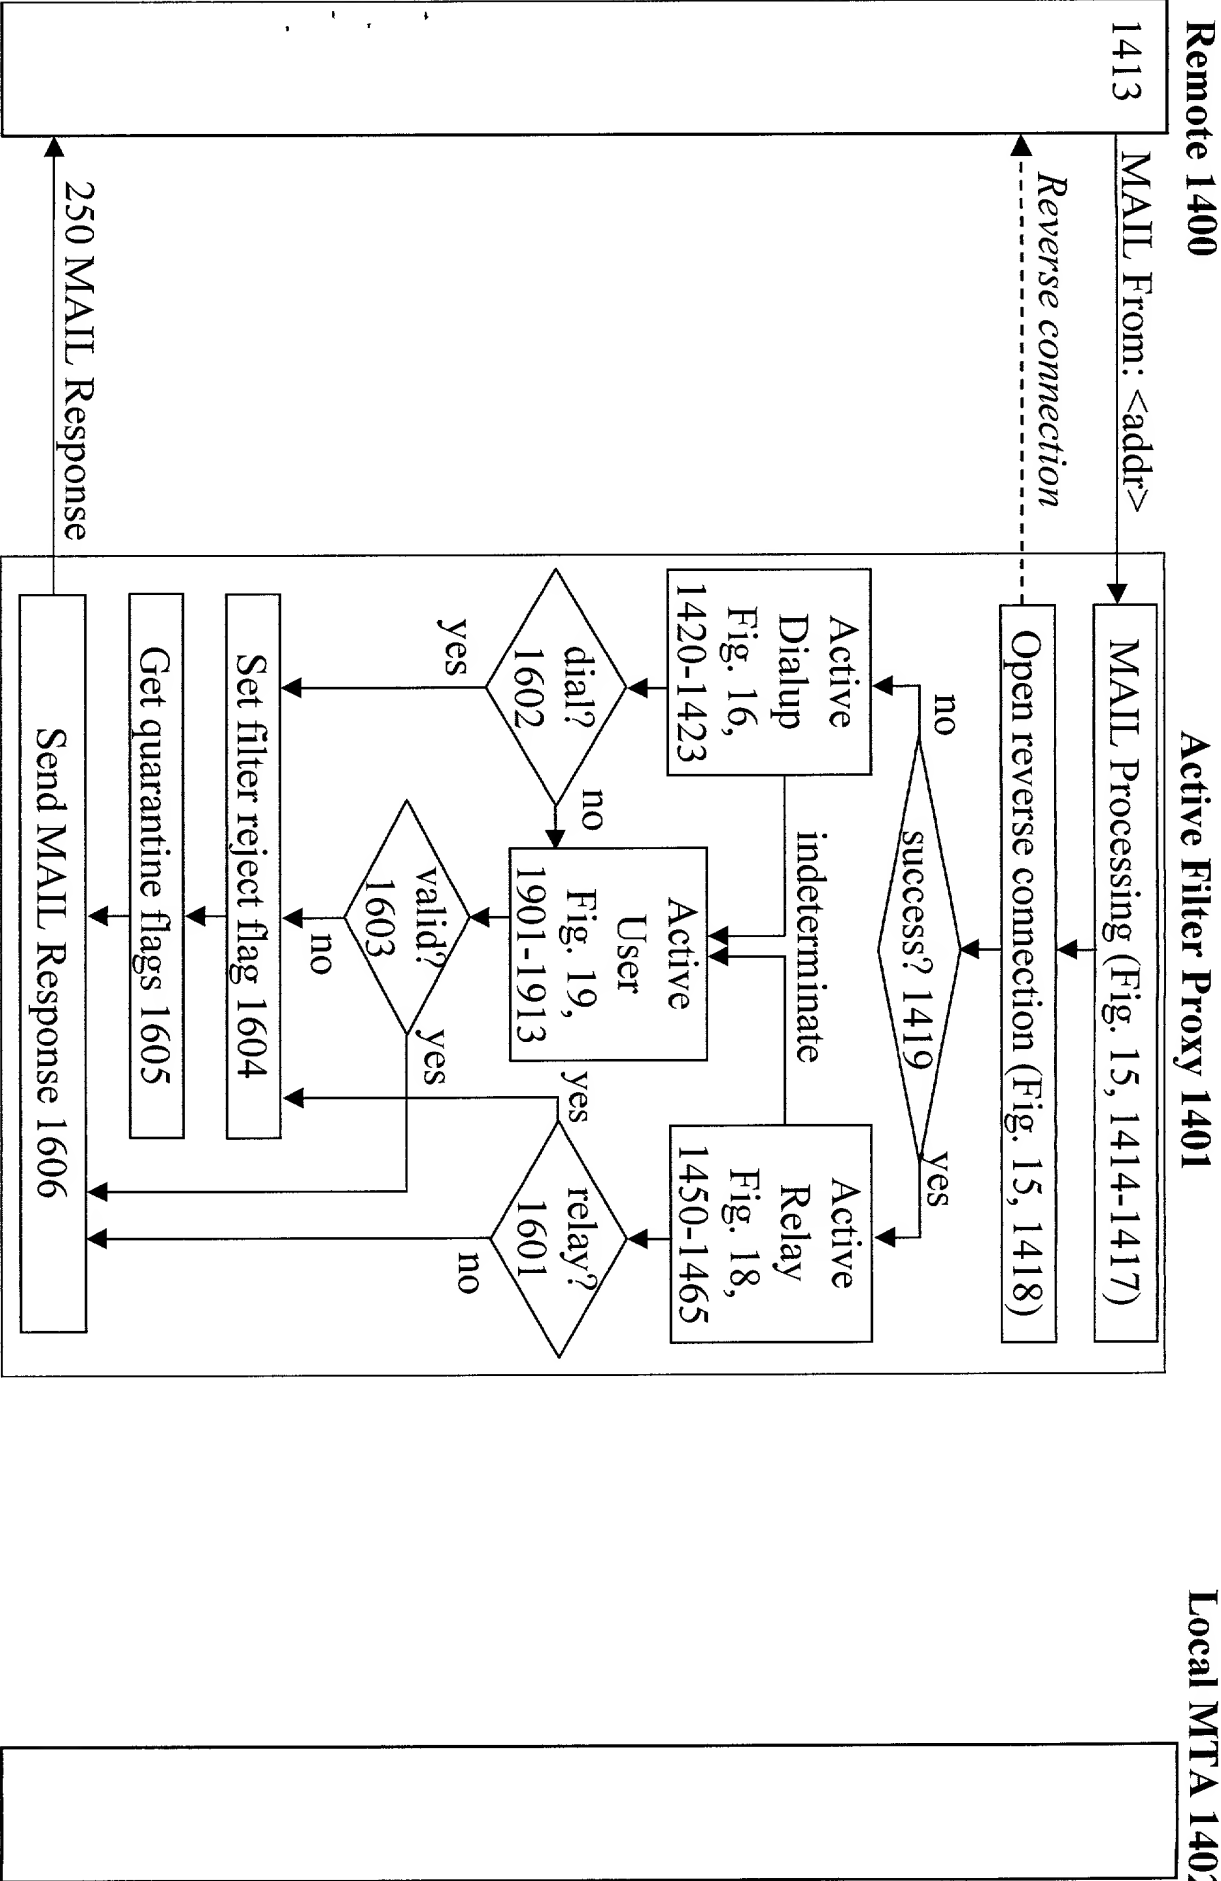 Remote 1400
Active Filter Proxy 1401
Local MTA 1402
1413
MAIL From: <addr>
MAIL Processing (Fig. 15, 1414-1417)
Reverse connection
Open reverse connection (Fig. 15, 1418)
success? 1419
no
yes
Active
Dialup
Fig. 16,
1420-1423
indeterminate
Active
Relay
Fig. 18,
1450-1465
Active
User
Fig. 19,
1901-1913
dial?
1602
no
yes
relay?
1601
yes
no
valid?
1603
yes
no
Set filter reject flag 1604
Get quarantine flags 1605
250 MAIL Response
Send MAIL Response 1606